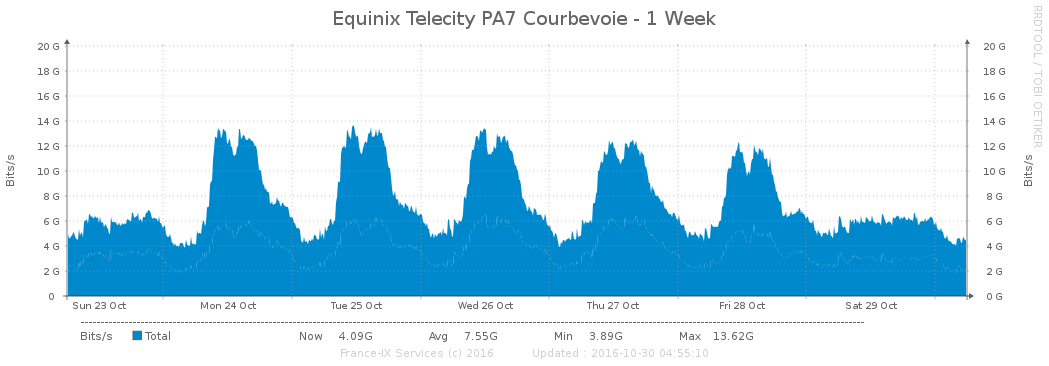 Equinix Telecity PA7 Courbevoie - 1 Week
RRDTOOL / TOBI OETIKER
Bits/s
20 G
18 G
16 G
14 G
12 G
10 G
8 G
6 G
4 G
2 G
0
20 G
18 G
16 G
14 G
12 G
10 G
8 G
6 G
4 G
2 G
0 G
Bits/s
Sun 23 Oct Mon 24 Oct Tue 25 Oct Wed 26 Oct Thu 27 Oct Fri 28 Oct Sat 29 Oct
Bits/s Total Now 4.09G Avg 7.55G Min 3.89G Max 13.62G
France-IX Services (c) 2016 Updated : 2016-10-30 04:55:10